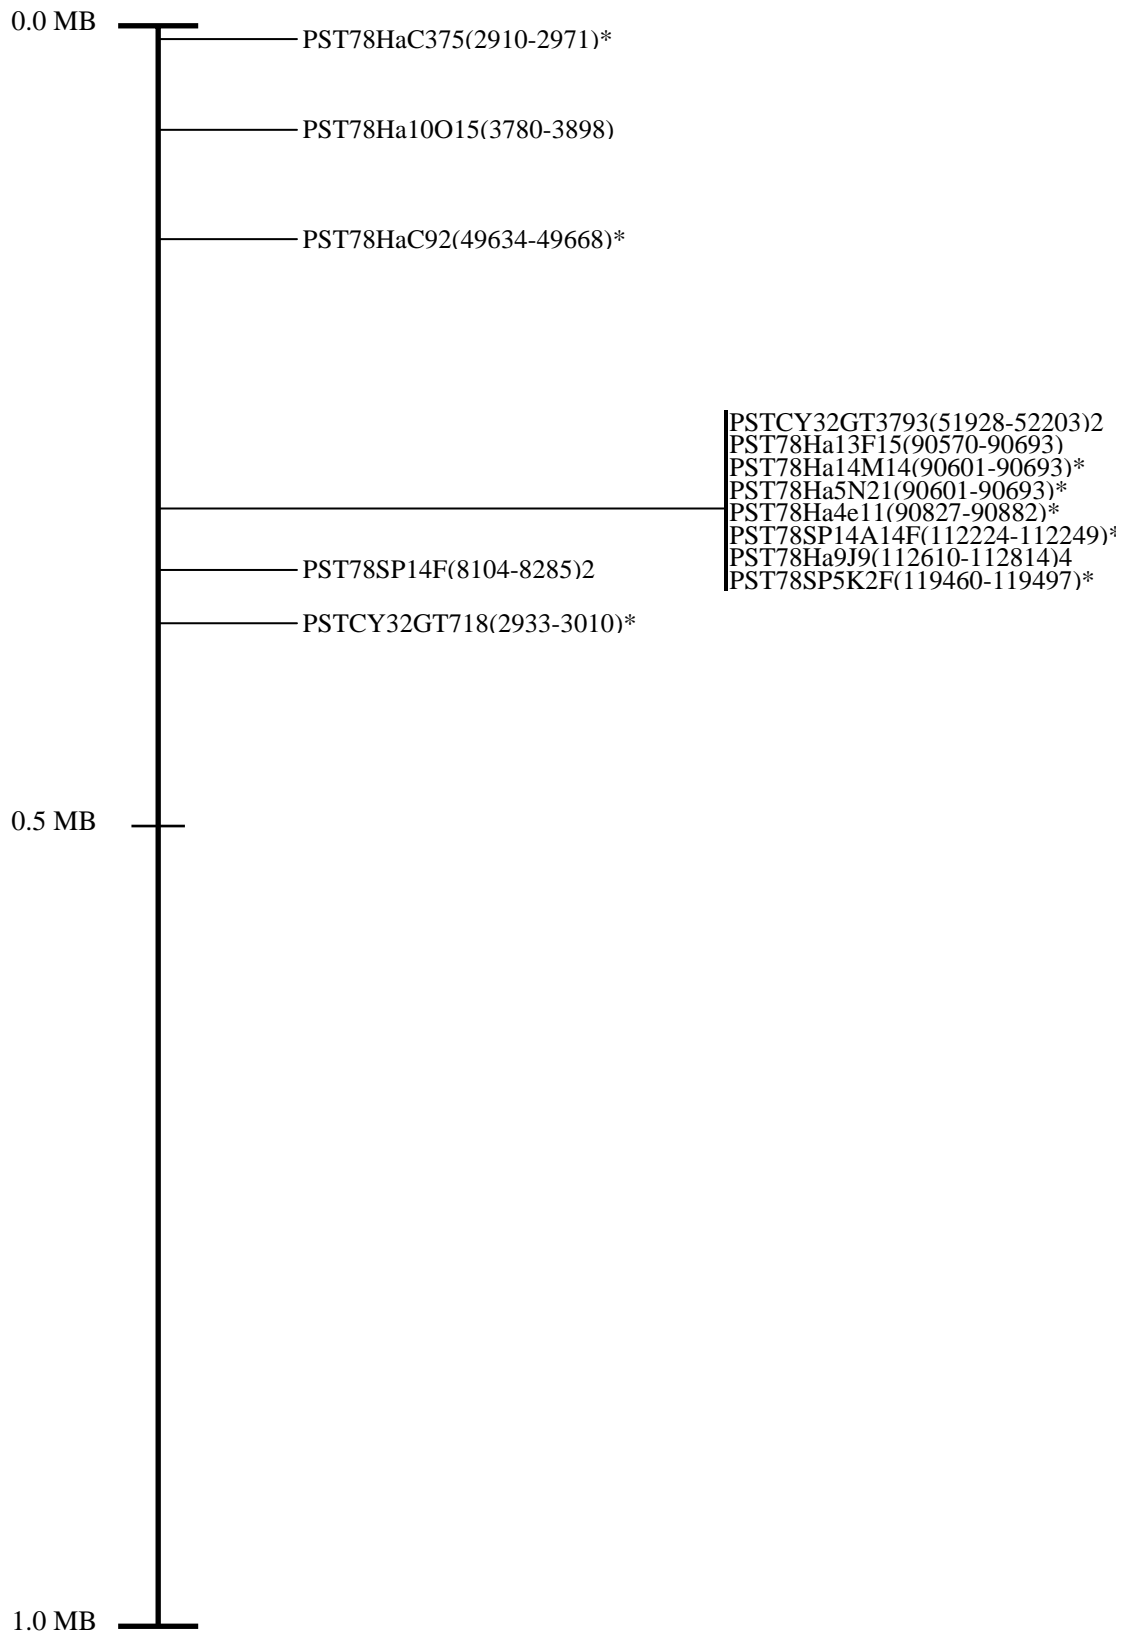 0.0 MB
PST78HaC375(2910-2971)*
PST78Ha10O15(3780-3898)
PST78HaC92(49634-49668)*
PSTCY32GT3793(51928-52203)2
PST78Ha13F15(90570-90693)
PST78Ha14M14(90601-90693)*
PST78Ha5N21(90601-90693)*
PST78Ha4e11(90827-90882)*
PST78SP14A14F(112224-112249)*
PST78Ha9J9(112610-112814)4
PST78SP5K2F(119460-119497)*
PST78SP14F(8104-8285)2
PSTCY32GT718(2933-3010)*
0.5 MB
1.0 MB